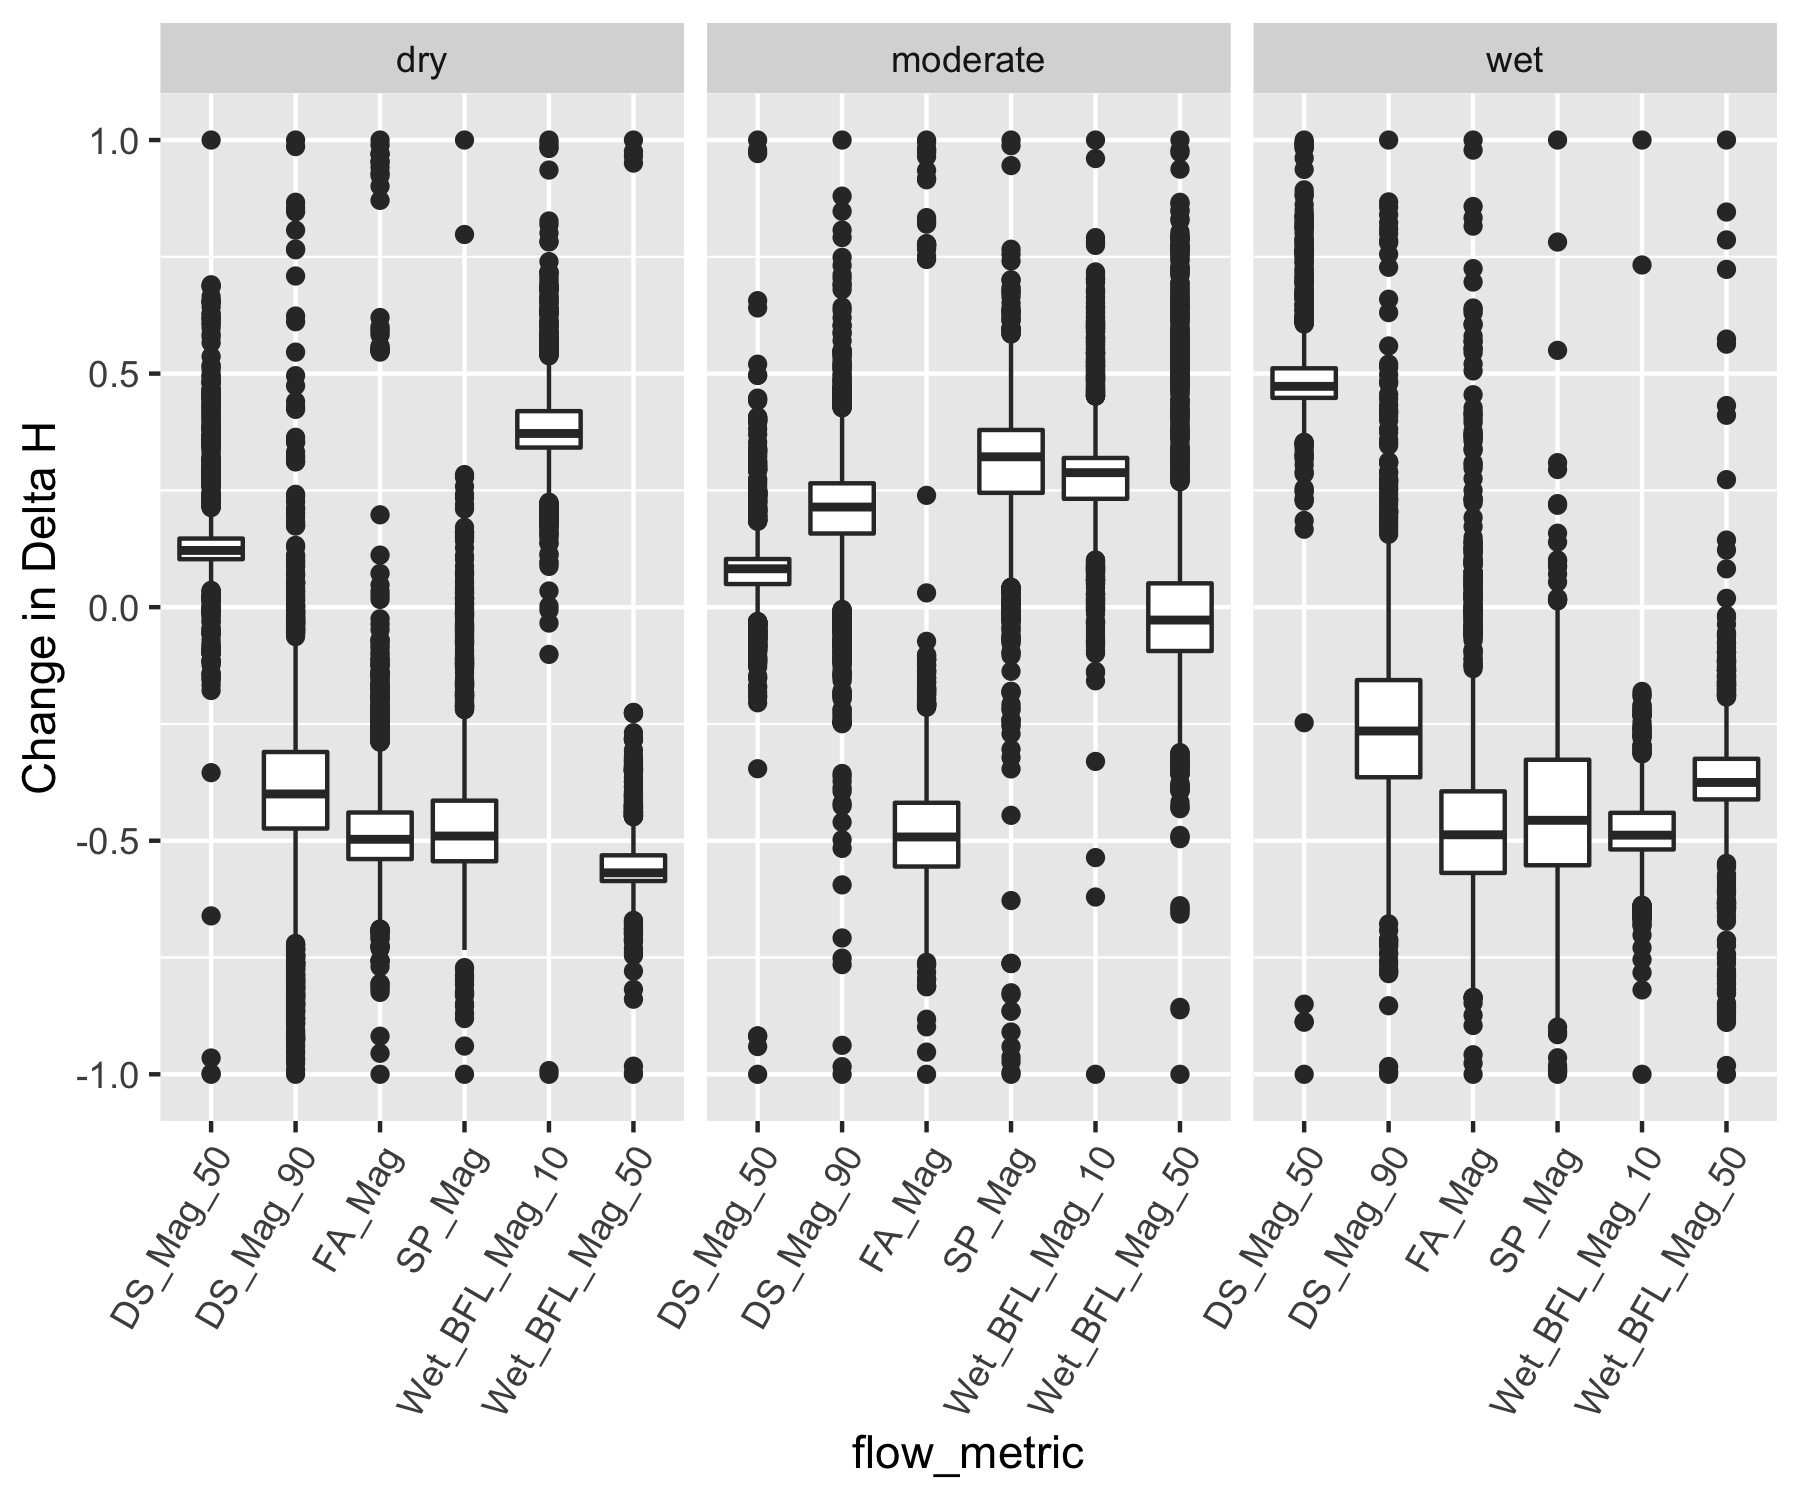 dry moderate wet
Change in Delta H
1.0
0.5
0.0
-0.5
-1.0
DS_Mag_50
DS_Mag_90
FA_Mag
SP_Mag
Wet_BFL_Mag_10
Wet_BFL_Mag_50
DS_Mag_50
DS_Mag_90
FA_Mag
SP_Mag
Wet_BFL_Mag_10
Wet_BFL_Mag_50
DS_Mag_50
DS_Mag_90
FA_Mag
SP_Mag
Wet_BFL_Mag_10
Wet_BFL_Mag_50
flow_metric